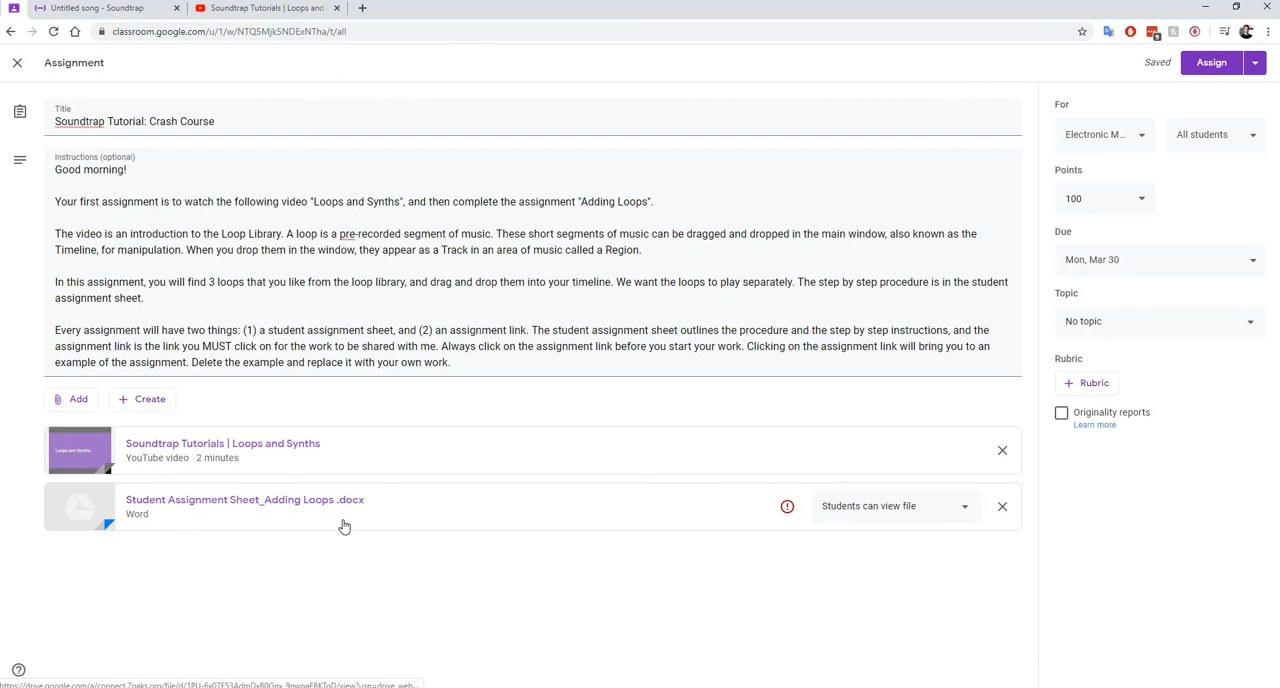 Untitled song - Soundtrap
Soundtrap Tutorials | Loops and
classroom.google.com/u/1/w/NTQ5Mjk5NDExNTha/t/all
Assignment
Saved
Assign
Title
Soundtrap Tutorial: Crash Course
Instructions (optional)
Good morning!
Your first assignment is to watch the following video "Loops and Synths", and then complete the assignment "Adding Loops".
The video is an introduction to the Loop Library. A loop is a pre-recorded segment of music. These short segments of music can be dragged and dropped in the main window, also known as the
Timeline, for manipulation. When you drop them in the window, they appear as a Track in an area of music called a Region.
In this assignment, you will find 3 loops that you like from the loop library, and drag and drop them into your timeline. We want the loops to play separately. The step by step procedure is in the student
assignment sheet.
Every assignment will have two things: (1) a student assignment sheet, and (2) an assignment link. The student assignment sheet outlines the procedure and the step by step instructions, and the
assignment link is the link you MUST click on for the work to be shared with me. Always click on the assignment link before you start your work. Clicking on the assignment link will bring you to an
example of the assignment. Delete the example and replace it with your own work.
Add
Create
Loops and Synths
Soundtrap Tutorials | Loops and Synths
YouTube video 2 minutes
Student Assignment Sheet_Adding Loops .docx
Word
Students can view file
For
Electronic M...
All students
Points
100
Due
Mon, Mar 30
Topic
No topic
Rubric
Rubric
Originality reports
Learn more